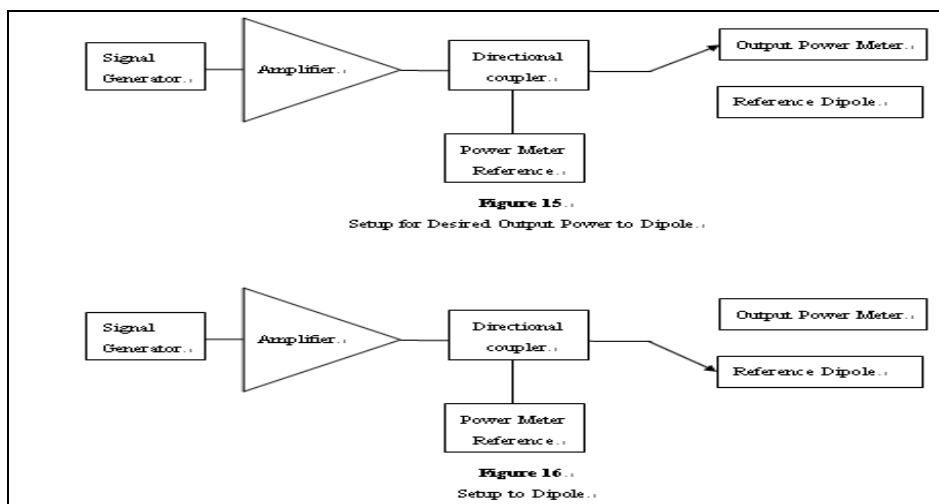 Signal
Generator
Amplifier
Directional
coupler
Output Power Meter
Reference Dipole
Power Meter
Reference
Figure 15
Setup for Desired Output Power to Dipole
Signal
Generator
Amplifier
Directional
coupler
Output Power Meter
Reference Dipole
Power Meter
Reference
Figure 16
Setup to Dipole